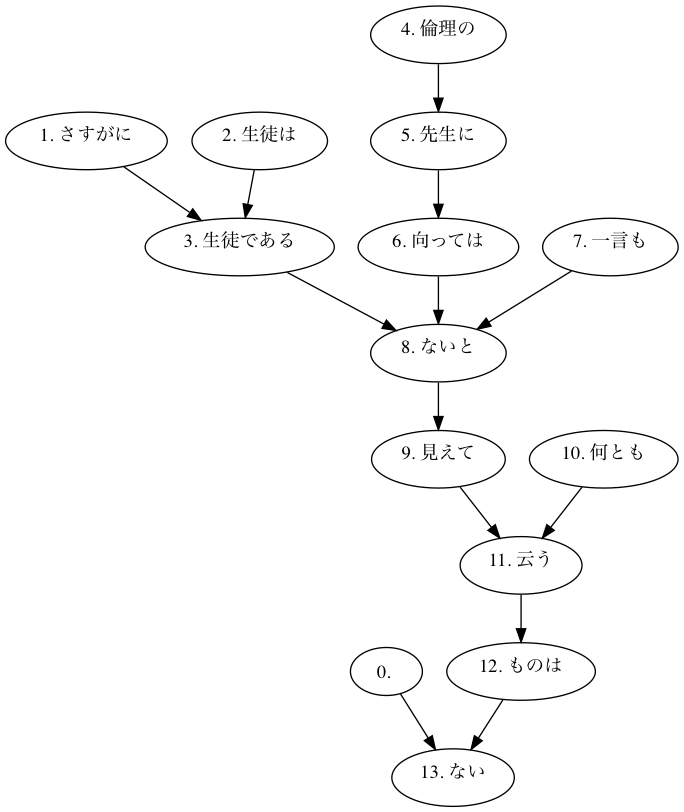 4. 倫理の
1. さすがに
2. 生徒は
5. 先生に
3. 生徒である
6. 向っては
7. 一言も
8. ないと
9. 見えて
10. 何とも
11. 云う
0.
12. ものは
13. ない